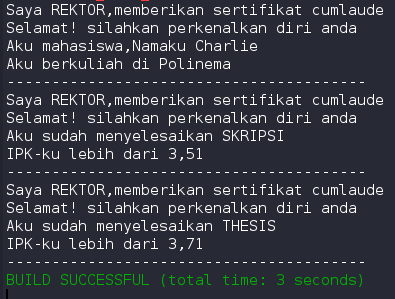 Saya REKTOR,memberikan sertifikat cumlaude
Selamat! silahkan perkenalkan diri anda
Aku mahasiswa,Namaku Charlie
Aku berkuliah di Polinema
----------------------------------------
Saya REKTOR,memberikan sertifikat cumlaude
Selamat! silahkan perkenalkan diri anda
Aku sudah menyelesaikan SKRIPSI
IPK-ku lebih dari 3,51
----------------------------------------
Saya REKTOR,memberikan sertifikat cumlaude
Selamat! silahkan perkenalkan diri anda
Aku sudah menyelesaikan THESIS
IPK-ku lebih dari 3,71
----------------------------------------
BUILD SUCCESSFUL (total time: 3 seconds)